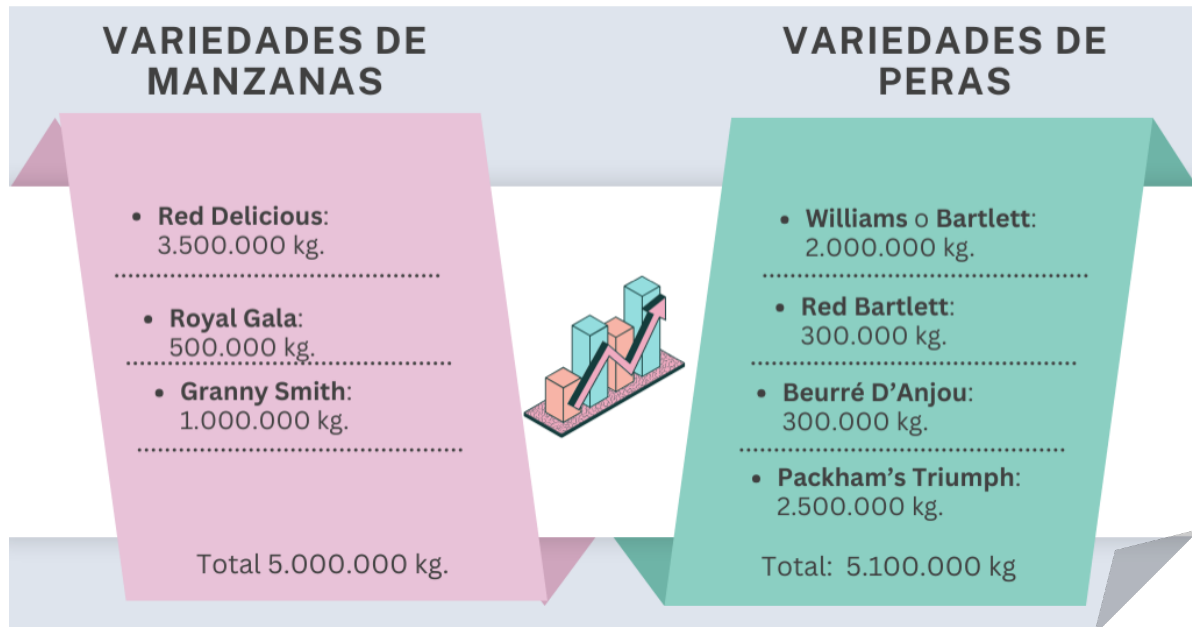 VARIEDADES DE
MANZANAS
• Red Delicious:
3.500.000 kg.
• Royal Gala:
500.000 kg.
• Granny Smith:
1.000.000 kg.
Total 5.000.000 kg.
VARIEDADES DE
PERAS
• Williams o Bartlett:
2.000.000 kg.
• Red Bartlett:
300.000 kg.
• Beurré D’Anjou:
300.000 kg.
• Packham’s Triumph:
2.500.000 kg.
Total: 5.100.000 kg